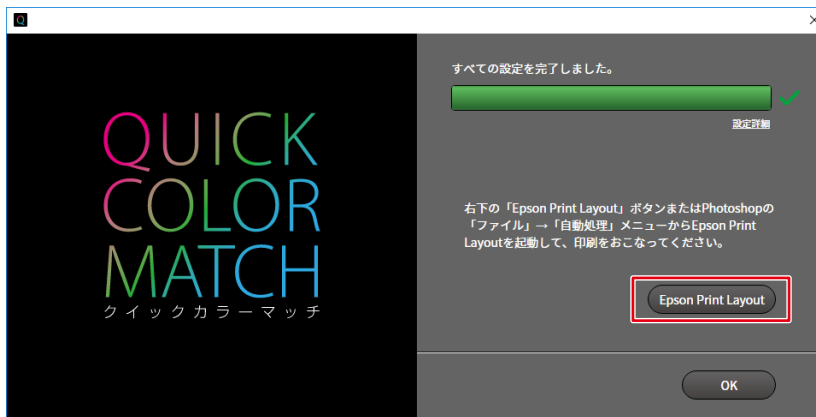 Q
QUICK
COLOR
MATCH
クイックカラーマッチ
すべての設定を完了しました。
設定詳細
右下の「Epson Print Layout」ボタンまたはPhotoshopの
「ファイル」→「自動処理」メニューからEpson Print
Layoutを起動して、印刷をおこなってください。
Epson Print Layout
OK